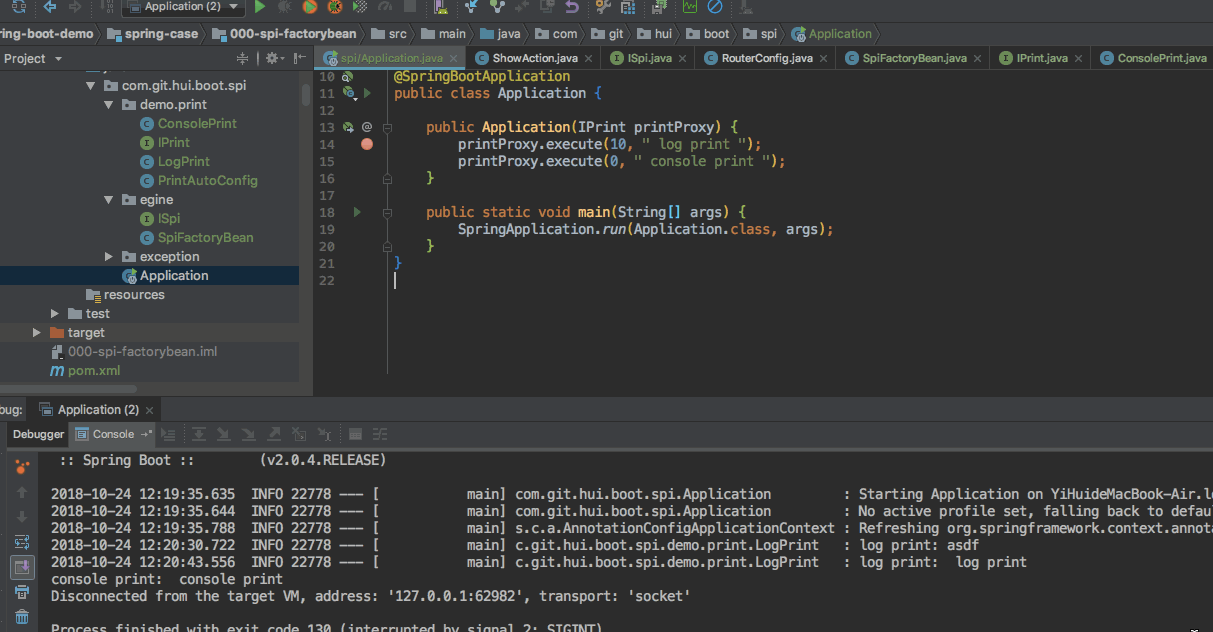 Application (2)
ring-boot-demo spring-case 000-spi-factorybean src main java com git hui boot spi Application
Project spi/Application.java ShowAction.java ISpi.java RouterConfig.java SpiFactoryBean.java IPrint.java ConsolePrint.java
com.git.hui.boot.spi
demo.print
ConsolePrint
IPrint
LogPrint
PrintAutoConfig
egine
ISpi
SpiFactoryBean
exception
Application
resources
test
target
000-spi-factorybean.iml
pom.xml
10 @SpringBootApplication
11 public class Application {
12
13 public Application(IPrint printProxy) {
14 printProxy.execute(10, " log print ");
15 printProxy.execute(0, " console print ");
16 }
17
18 public static void main(String[] args) {
19 SpringApplication.run(Application.class, args);
20 }
21 }
22
bug: Application (2)
Debugger Console
:: Spring Boot :: (v2.0.4.RELEASE)
2018-10-24 12:19:35.635 INFO 22778 --- [ main] com.git.hui.boot.spi.Application : Starting Application on YiHuideMacBook-Air.lo
2018-10-24 12:19:35.644 INFO 22778 --- [ main] com.git.hui.boot.spi.Application : No active profile set, falling back to defaul
2018-10-24 12:19:35.788 INFO 22778 --- [ main] s.c.a.AnnotationConfigApplicationContext : Refreshing org.springframework.context.annota
2018-10-24 12:20:30.722 INFO 22778 --- [ main] c.git.hui.boot.spi.demo.print.LogPrint : log print: asdf
2018-10-24 12:20:43.556 INFO 22778 --- [ main] c.git.hui.boot.spi.demo.print.LogPrint : log print: log print
console print: console print
Disconnected from the target VM, address: '127.0.0.1:62982', transport: 'socket'
Process finished with exit code 130 (interrupted by signal 2: SIGINT)